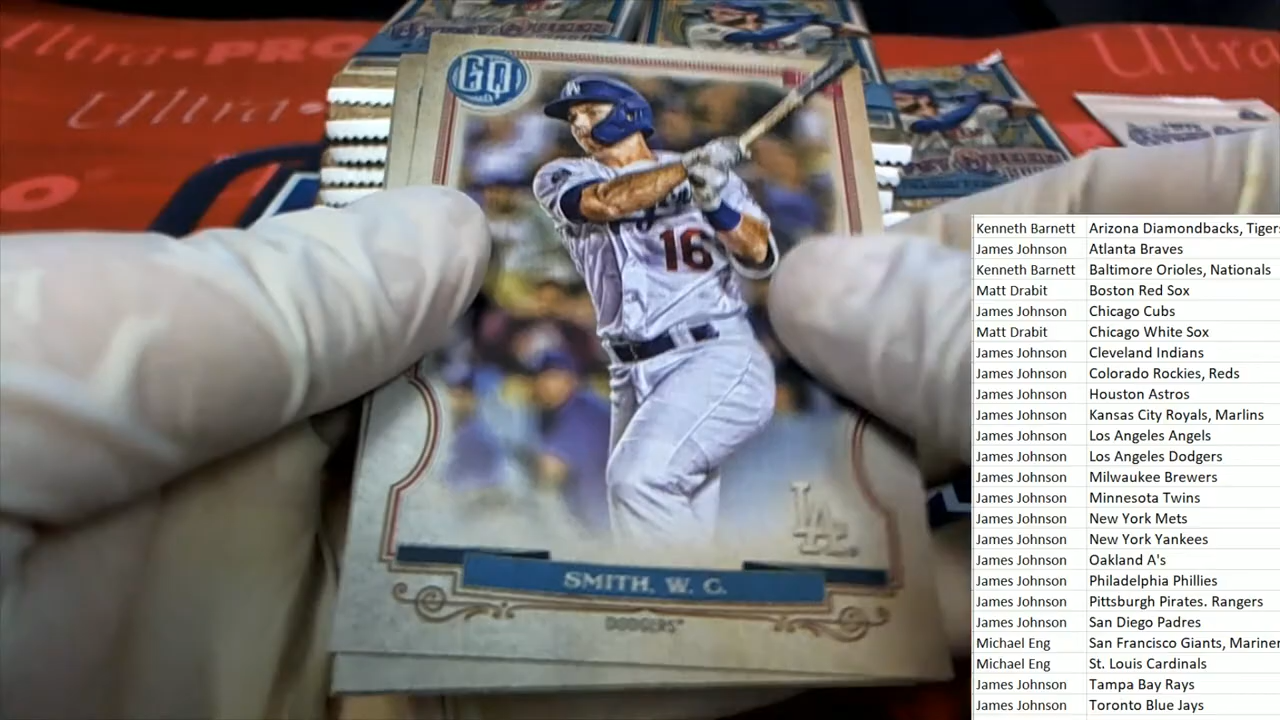 Ultra•PRO
Ultra•
Ultra
GYPSY QUEEN
GQ
16
LA
SMITH, W. C.
DODGERS
Kenneth Barnett Arizona Diamondbacks, Tigers
James Johnson Atlanta Braves
Kenneth Barnett Baltimore Orioles, Nationals
Matt Drabit Boston Red Sox
James Johnson Chicago Cubs
Matt Drabit Chicago White Sox
James Johnson Cleveland Indians
James Johnson Colorado Rockies, Reds
James Johnson Houston Astros
James Johnson Kansas City Royals, Marlins
James Johnson Los Angeles Angels
James Johnson Los Angeles Dodgers
James Johnson Milwaukee Brewers
James Johnson Minnesota Twins
James Johnson New York Mets
James Johnson New York Yankees
James Johnson Oakland A's
James Johnson Philadelphia Phillies
James Johnson Pittsburgh Pirates. Rangers
James Johnson San Diego Padres
Michael Eng San Francisco Giants, Mariner
Michael Eng St. Louis Cardinals
James Johnson Tampa Bay Rays
James Johnson Toronto Blue Jays